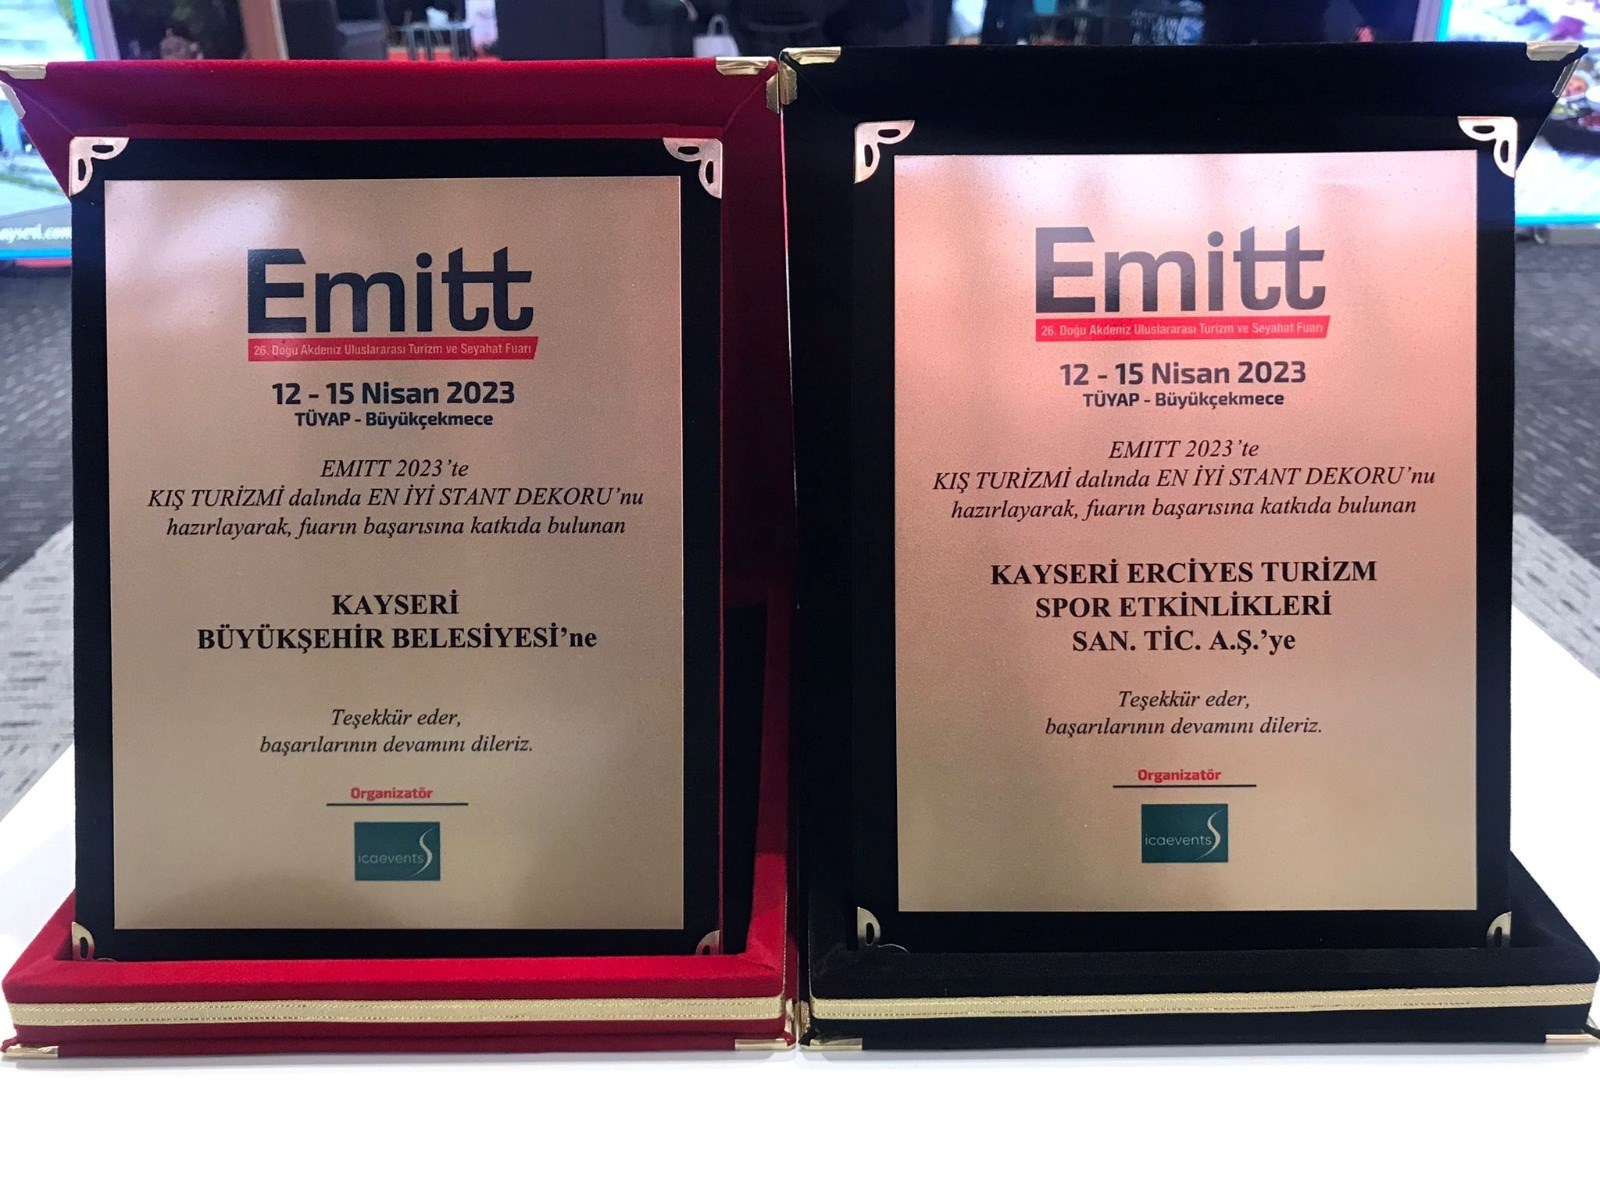 Emitt
26. Doğu Akdeniz Uluslararası Turizm ve Seyahat Fuarı
12 - 15 Nisan 2023
TÜYAP - Büyükçekmece
EMITT 2023’te
KIŞ TURİZMİ dalında EN İYİ STANT DEKORU’nu
hazırlayarak, fuarın başarısına katkıda bulunan
KAYSERİ
BÜYÜKŞEHİR BELESİYESİ’ne
Teşekkür eder,
başarılarının devamını dileriz.
Organizatör
icaevents
Emitt
26. Doğu Akdeniz Uluslararası Turizm ve Seyahat Fuarı
12 - 15 Nisan 2023
TÜYAP - Büyükçekmece
EMITT 2023’te
KIŞ TURİZMİ dalında EN İYİ STANT DEKORU’nu
hazırlayarak, fuarın başarısına katkıda bulunan
KAYSERİ ERCİYES TURİZM
SPOR ETKİNLİKLERİ
SAN. TİC. A.Ş.’ye
Teşekkür eder,
başarılarının devamını dileriz.
Organizatör
icaevents